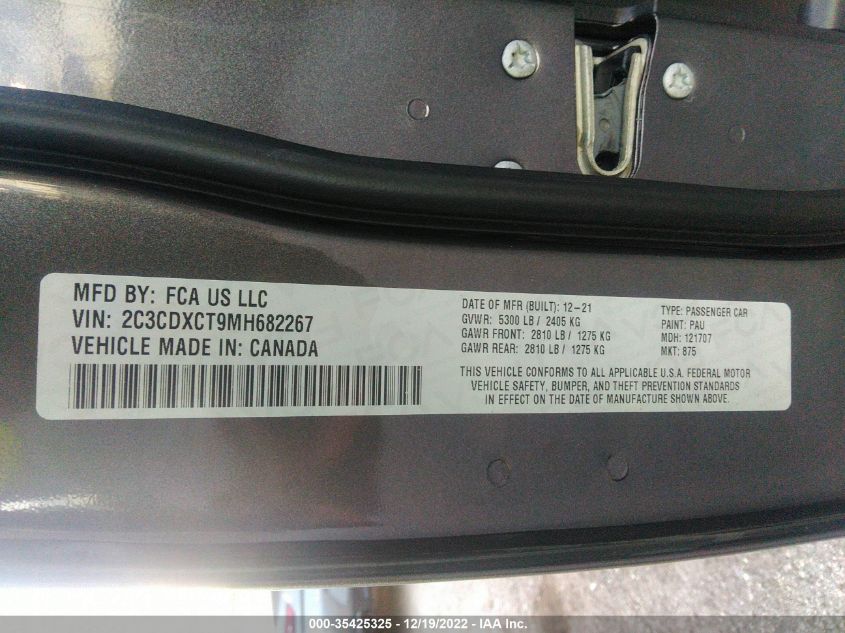 MFD BY: FCA US LLC
VIN: 2C3CDXCT9MH682267
VEHICLE MADE IN: CANADA
DATE OF MFR (BUILT): 12-21
GVWR: 5300 LB / 2405 KG
GAWR FRONT: 2810 LB / 1275 KG
GAWR REAR: 2810 LB / 1275 KG
TYPE: PASSENGER CAR
PAINT: PAU
MDH: 121707
MKT: 875
THIS VEHICLE CONFORMS TO ALL APPLICABLE U.S.A. FEDERAL MOTOR
VEHICLE SAFETY, BUMPER, AND THEFT PREVENTION STANDARDS
IN EFFECT ON THE DATE OF MANUFACTURE SHOWN ABOVE.
000-35425325 - 12/19/2022 - IAA Inc.